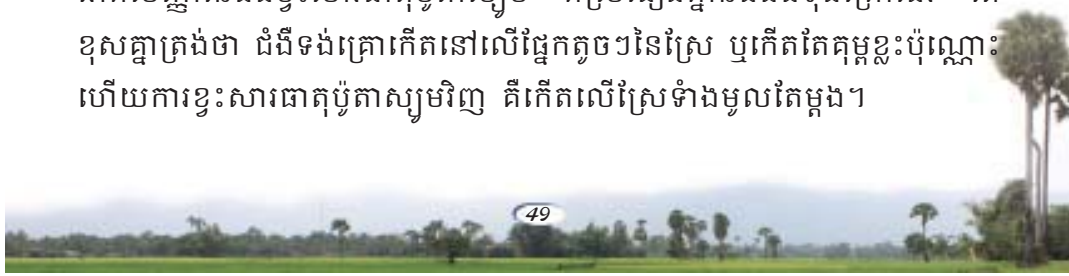 ខុសគ្នាត្រង់ថា ជំងឺទង់គ្រោកើតនៅលើផ្នែកតូចៗនៃស្រែ ឬកើតតែគុម្ពខ្លះប៉ុណ្ណោះ
ហើយការខ្វះសារធាតុប៉ូតាស្យូមវិញ គឺកើតលើស្រែទំាងមូលតែម្តង។
49